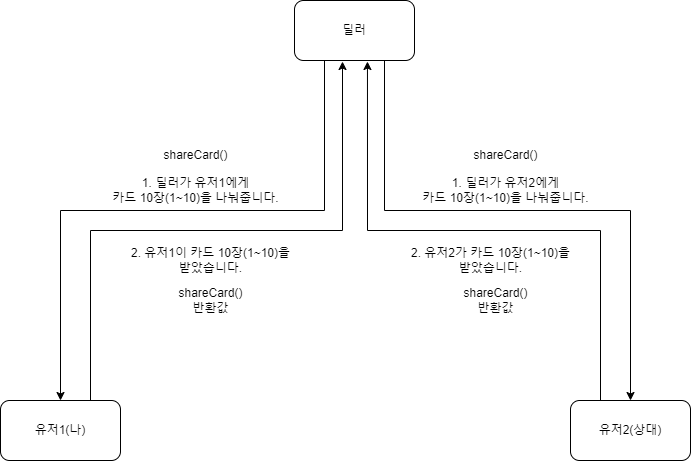 딜러
shareCard()
1. 딜러가 유저1에게
카드 10장(1~10)을 나눠줍니다.
shareCard()
1. 딜러가 유저2에게
카드 10장(1~10)을 나눠줍니다.
2. 유저1이 카드 10장(1~10)을
받았습니다.
shareCard()
반환값
2. 유저2가 카드 10장(1~10)을
받았습니다.
shareCard()
반환값
유저1(나)
유저2(상대)